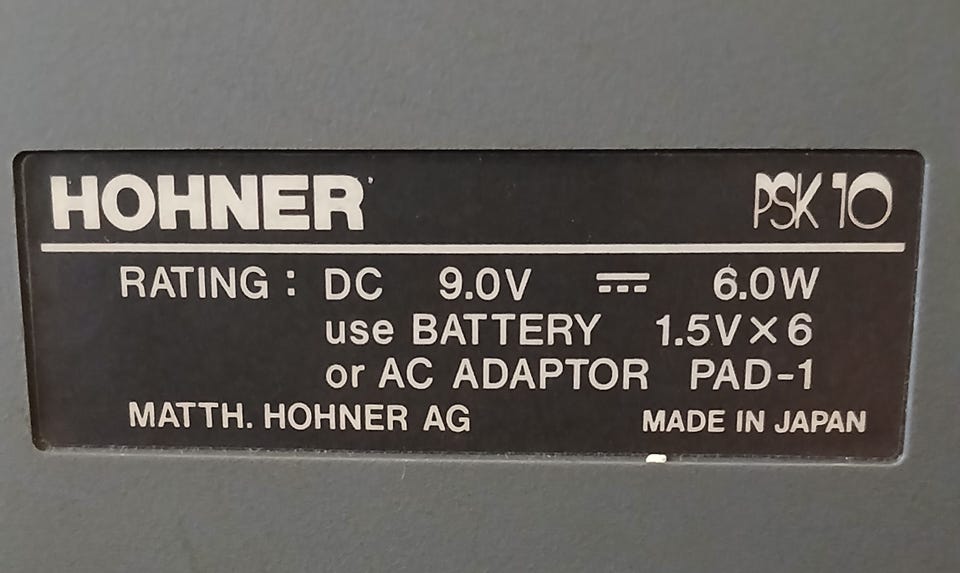 HOHNER PSK 10
RATING : DC 9.0V ⎓ 6.0W
use BATTERY 1.5V×6
or AC ADAPTOR PAD-1
MATTH. HOHNER AG MADE IN JAPAN